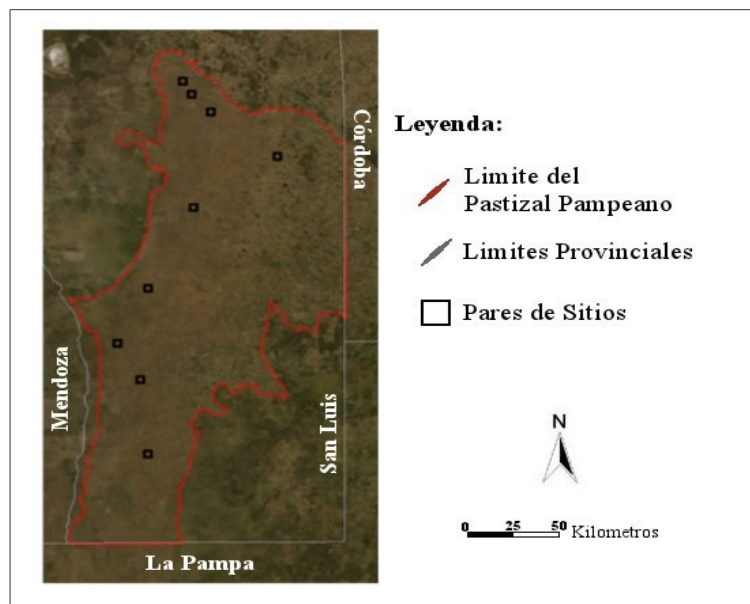 Córdoba
Mendoza
San Luis
La Pampa
Leyenda:
Limite del
Pastizal Pampeano
Limites Provinciales
Pares de Sitios
N
0 25 50 Kilometros